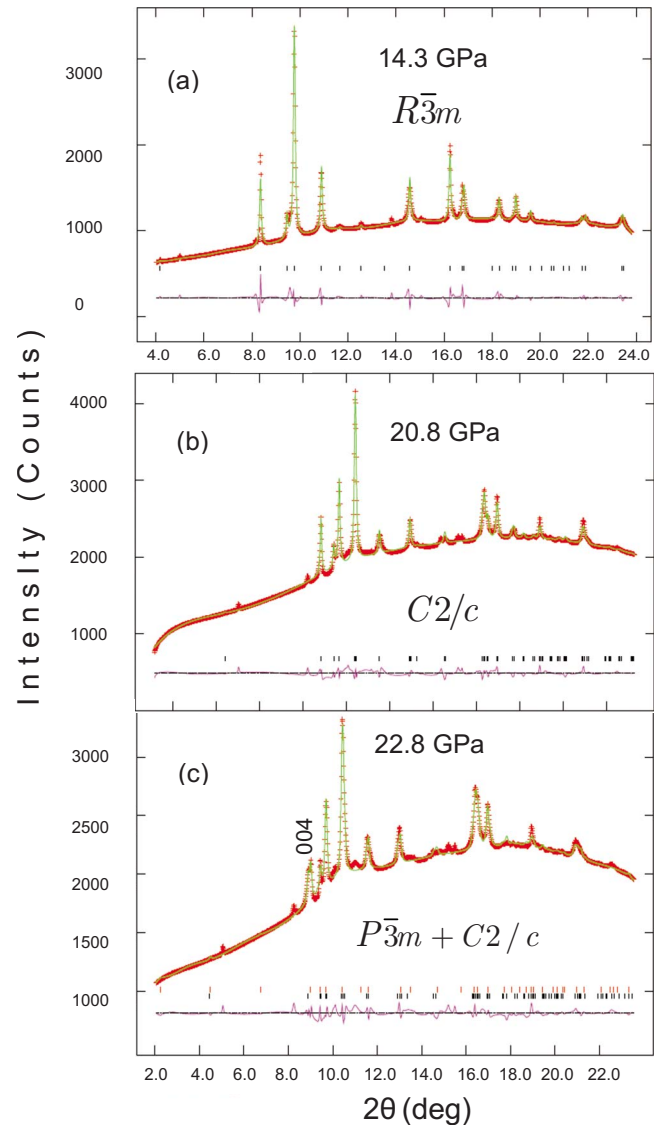 Intensity (Counts)
3000
2000
1000
0
(a)
14.3 GPa
R3̄m
4.0 6.0 8.0 10.0 12.0 14.0 16.0 18.0 20.0 22.0 24.0
4000
3000
2000
1000
(b)
20.8 GPa
C2/c
3000
2500
2000
1500
1000
(c)
22.8 GPa
004
P3̄m + C2 / c
2.0 4.0 6.0 8.0 10.0 12.0 14.0 16.0 18.0 20.0 22.0
2θ (deg)